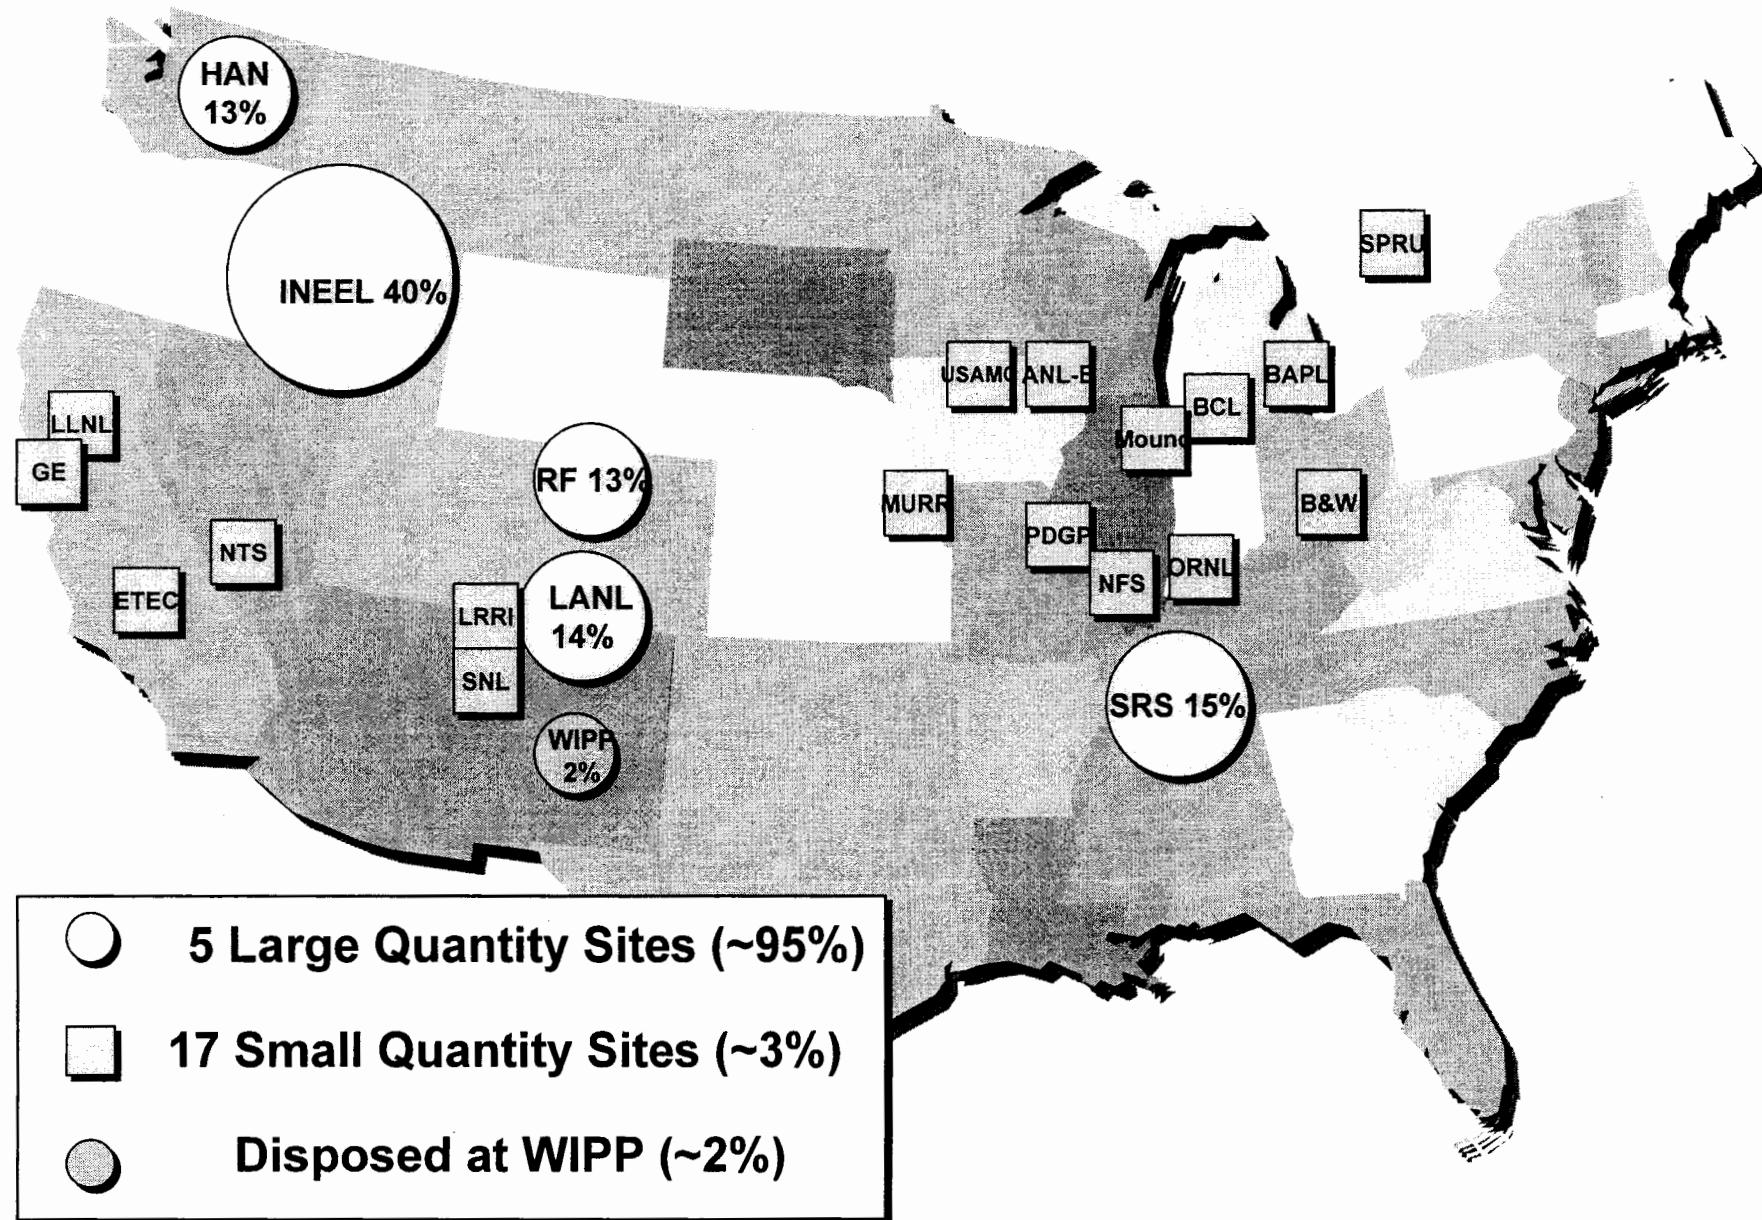 HAN
13%
INEEL 40%
SPRU
USAMC
ANL-E
BAPL
BCL
LLNL
Mound
GE
RF 13%
MURR
B&W
PDGP
NTS
ORNL
NFS
ETEC
LRRI
LANL
14%
SNL
SRS 15%
WIPP
2%
5 Large Quantity Sites (~95%)
17 Small Quantity Sites (~3%)
Disposed at WIPP (~2%)